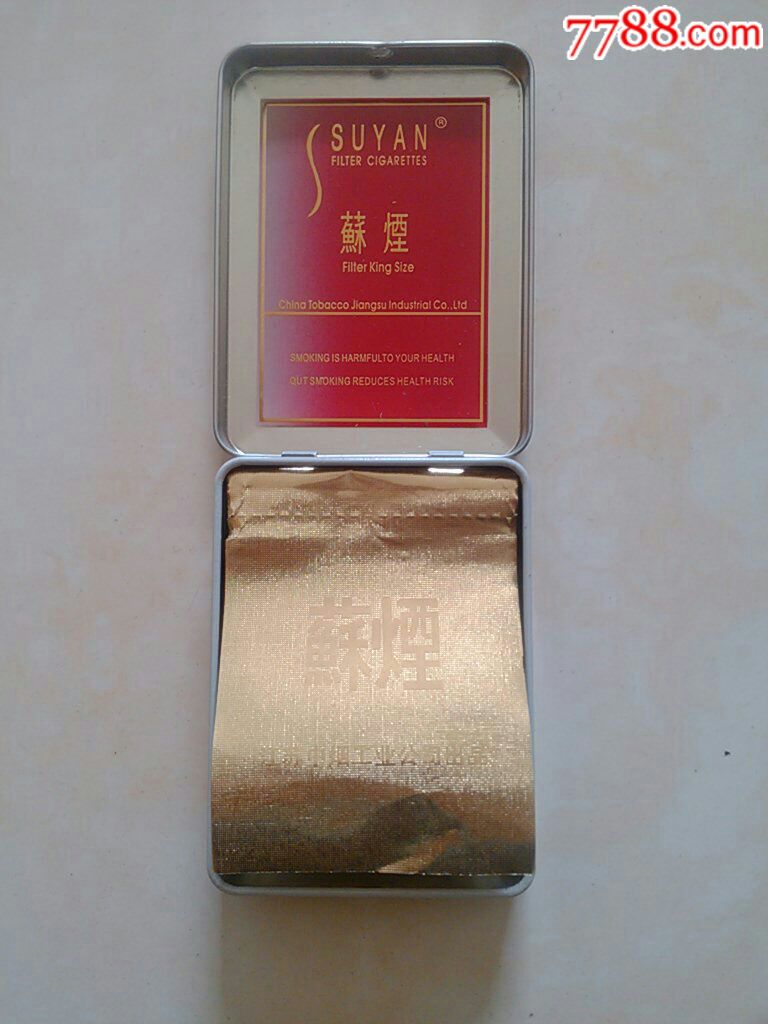 7788.com
SUYAN®
FILTER CIGARETTES
蘇煙
Filter King Size
China Tobacco Jiangsu Industrial Co.,Ltd
SMOKING IS HARMFULTO YOUR HEALTH
QUT SMOKING REDUCES HEALTH RISK
蘇煙